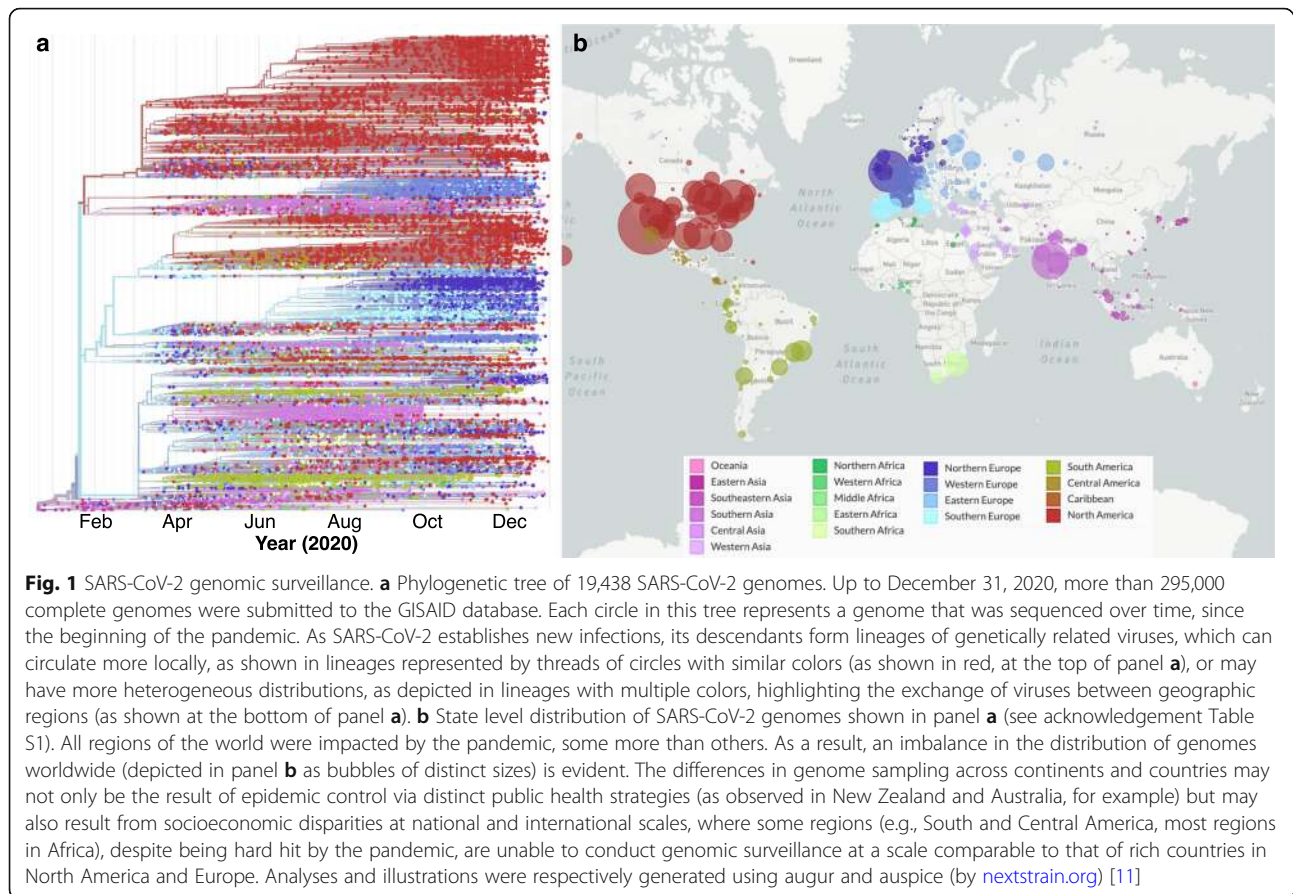 a
b
Greenland
Canada
Russia
North
Atlantic
Ocean
Kazakhstan
Mongolia
China
Algeria
Libya
Mali
Niger
Sudan
Democratic
Republic of
the Congo
Angola
Namibia
Madagascar
Brazil
Bolivia
Paraguay
South
Pacific
Ocean
South
Atlantic
Ocean
Indian
Ocean
Australia
Feb
Apr
Jun
Aug
Oct
Dec
Year (2020)
Oceania
Eastern Asia
Southeastern Asia
Southern Asia
Central Asia
Western Asia
Northern Africa
Western Africa
Middle Africa
Eastern Africa
Southern Africa
Northern Europe
Western Europe
Eastern Europe
Southern Europe
South America
Central America
Caribbean
North America
Fig. 1 SARS-CoV-2 genomic surveillance. a Phylogenetic tree of 19,438 SARS-CoV-2 genomes. Up to December 31, 2020, more than 295,000
complete genomes were submitted to the GISAID database. Each circle in this tree represents a genome that was sequenced over time, since
the beginning of the pandemic. As SARS-CoV-2 establishes new infections, its descendants form lineages of genetically related viruses, which can
circulate more locally, as shown in lineages represented by threads of circles with similar colors (as shown in red, at the top of panel a), or may
have more heterogeneous distributions, as depicted in lineages with multiple colors, highlighting the exchange of viruses between geographic
regions (as shown at the bottom of panel a). b State level distribution of SARS-CoV-2 genomes shown in panel a (see acknowledgement Table
S1). All regions of the world were impacted by the pandemic, some more than others. As a result, an imbalance in the distribution of genomes
worldwide (depicted in panel b as bubbles of distinct sizes) is evident. The differences in genome sampling across continents and countries may
not only be the result of epidemic control via distinct public health strategies (as observed in New Zealand and Australia, for example) but may
also result from socioeconomic disparities at national and international scales, where some regions (e.g., South and Central America, most regions
in Africa), despite being hard hit by the pandemic, are unable to conduct genomic surveillance at a scale comparable to that of rich countries in
North America and Europe. Analyses and illustrations were respectively generated using augur and auspice (by nextstrain.org) [11]